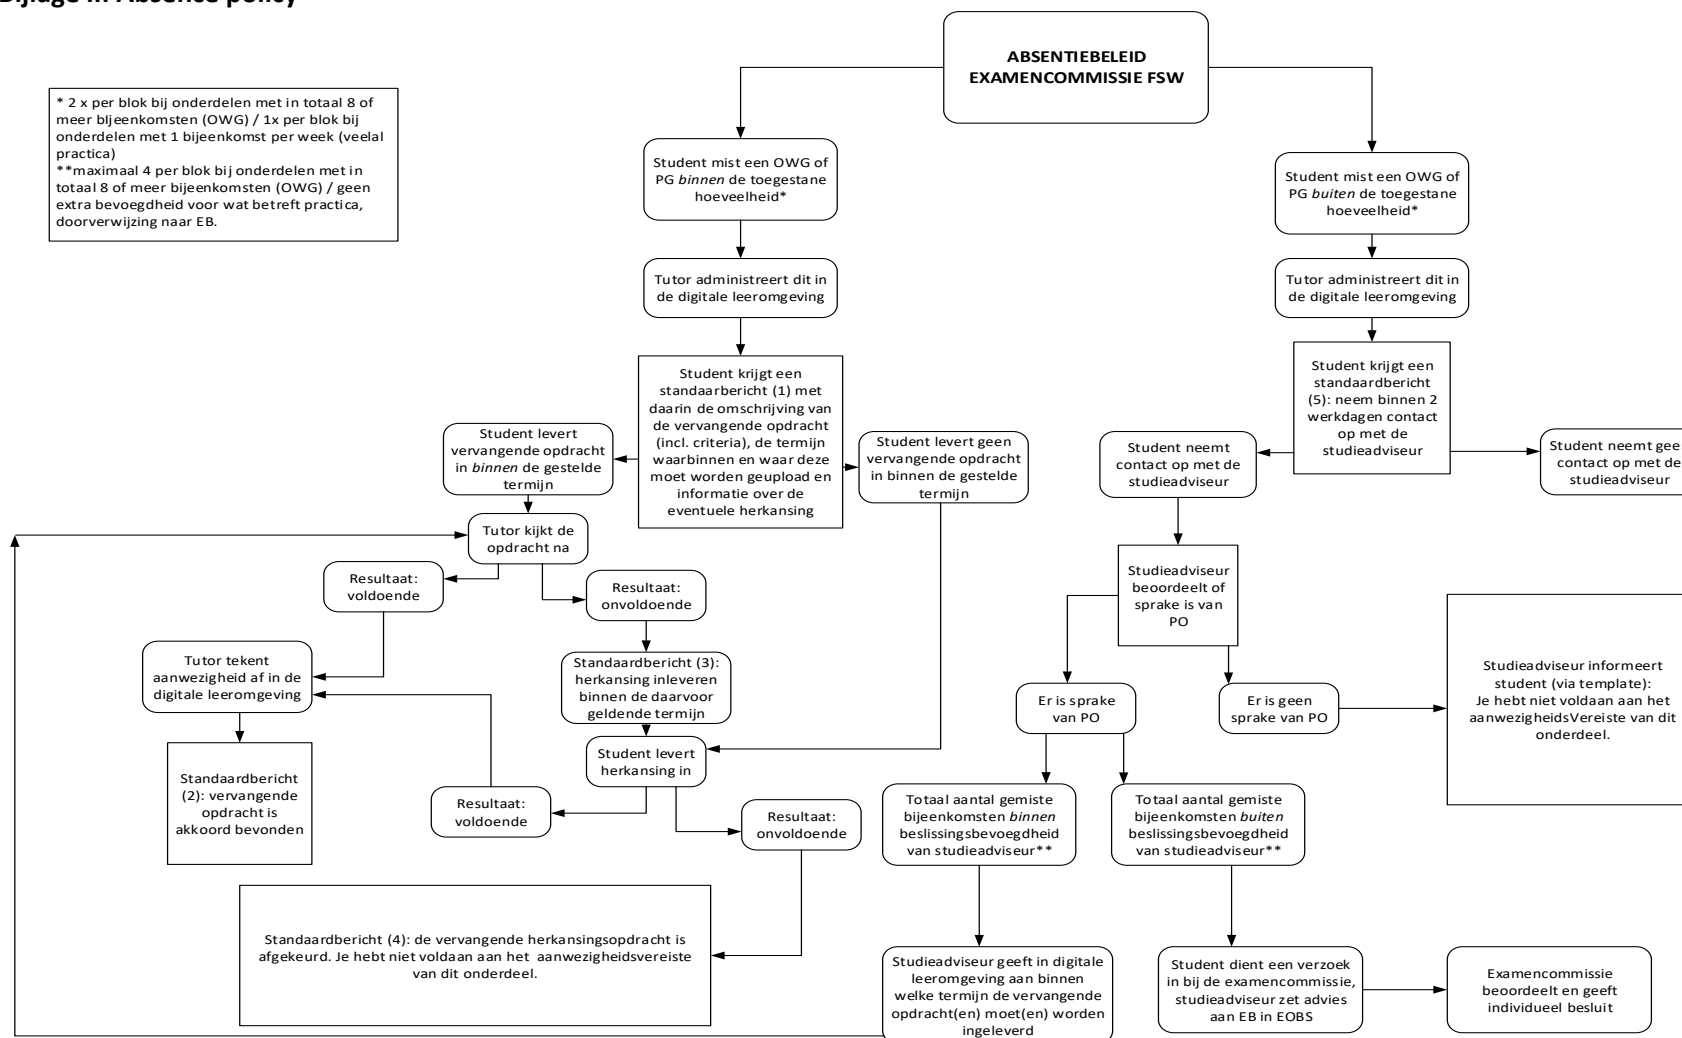 Bijlage III Absence policy
ABSENTIEBELEID
EXAMENCOMMISSIE FSW
* 2 x per blok bij onderdelen met in totaal 8 of
meer bijeenkomsten (OWG) / 1x per blok bij
onderdelen met 1 bijeenkomst per week (veelal
practica)
**maximaal 4 per blok bij onderdelen met in
totaal 8 of meer bijeenkomsten (OWG) / geen
extra bevoegdheid voor wat betreft practica,
doorverwijzing naar EB.
Student mist een OWG of
PG binnen de toegestane
hoeveelheid*
Student mist een OWG of
PG buiten de toegestane
hoeveelheid*
Tutor administreert dit in
de digitale leeromgeving
Tutor administreert dit in
de digitale leeromgeving
Student krijgt een
standaarbericht (1) met
daarin de omschrijving van
de vervangende opdracht
(incl. criteria), de termijn
waarbinnen en waar deze
moet worden geupload en
informatie over de
eventuele herkansing
Student krijgt een
standaardbericht
(5): neem binnen 2
werkdagen contact
op met de
studieadviseur
Student levert
vervangende opdracht
in binnen de gestelde
termijn
Student levert geen
vervangende opdracht
in binnen de gestelde
termijn
Student neemt
contact op met de
studieadviseur
Student neemt geen
contact op met de
studieadviseur
Tutor kijkt de
opdracht na
Resultaat:
voldoende
Resultaat:
onvoldoende
Studieadviseur
beoordeelt of
sprake is van
PO
Tutor tekent
aanwezigheid af in de
digitale leeromgeving
Standaardbericht (3):
herkansing inleveren
binnen de daarvoor
geldende termijn
Er is sprake
van PO
Er is geen
sprake van PO
Studieadviseur informeert
student (via template):
Je hebt niet voldaan aan het
aanwezigheidsVereiste van dit
onderdeel.
Standaardbericht
(2): vervangende
opdracht is
akkoord bevonden
Student levert
herkansing in
Resultaat:
voldoende
Resultaat:
onvoldoende
Totaal aantal gemiste
bijeenkomsten binnen
beslissingsbevoegdheid
van studieadviseur**
Totaal aantal gemiste
bijeenkomsten buiten
beslissingsbevoegdheid
van studieadviseur**
Standaardbericht (4): de vervangende herkansingsopdracht is
afgekeurd. Je hebt niet voldaan aan het aanwezigheidsvereiste
van dit onderdeel.
Studieadviseur geeft in digitale
leeromgeving aan binnen
welke termijn de vervangende
opdracht(en) moet(en) worden
ingeleverd
Student dient een verzoek
in bij de examencommissie,
studieadviseur zet advies
aan EB in EOBS
Examencommissie
beoordeelt en geeft
individueel besluit